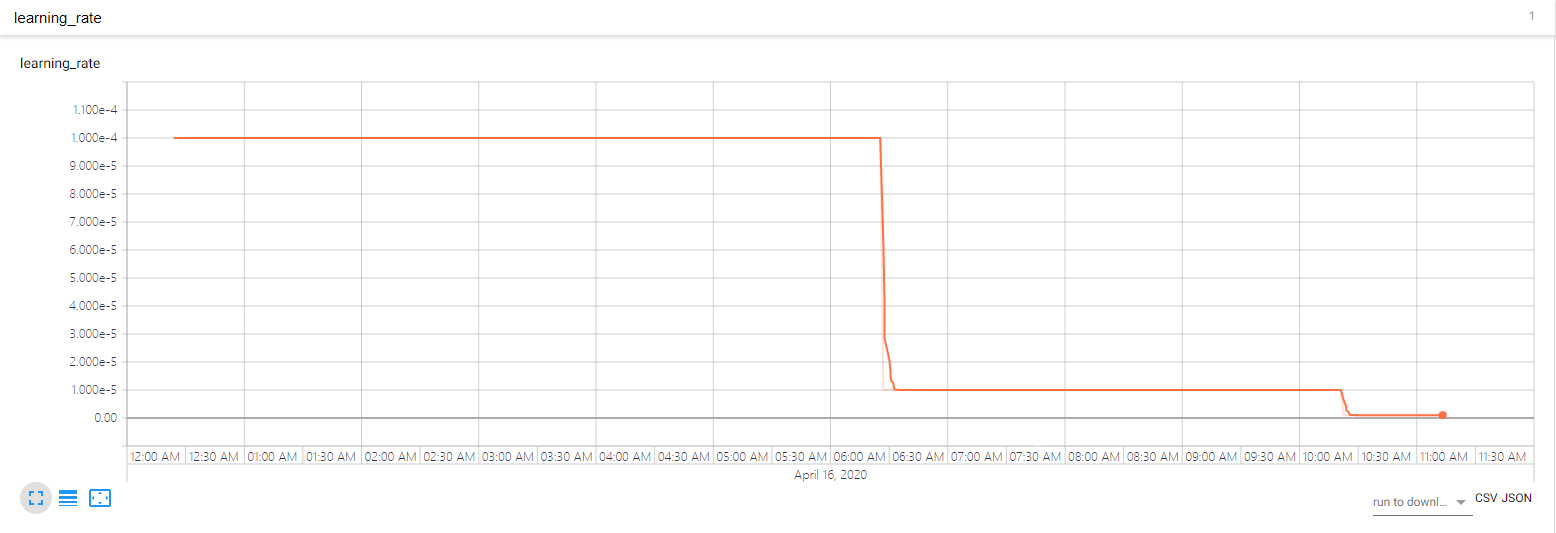 learning_rate 1
learning_rate
1.100e-4
1.000e-4
9.000e-5
8.000e-5
7.000e-5
6.000e-5
5.000e-5
4.000e-5
3.000e-5
2.000e-5
1.000e-5
0.00
12:00 AM 12:30 AM 01:00 AM 01:30 AM 02:00 AM 02:30 AM 03:00 AM 03:30 AM 04:00 AM 04:30 AM 05:00 AM 05:30 AM 06:00 AM 06:30 AM 07:00 AM 07:30 AM 08:00 AM 08:30 AM 09:00 AM 09:30 AM 10:00 AM 10:30 AM 11:00 AM 11:30 AM
April 16, 2020
run to downl... CSV JSON